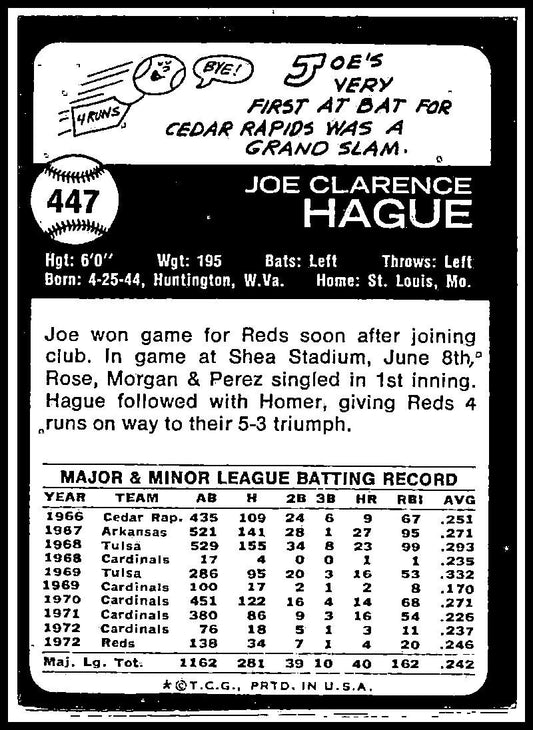 BYE!
4 RUNS
JOE'S
VERY
FIRST AT BAT FOR
CEDAR RAPIDS WAS A
GRAND SLAM.
447
JOE CLARENCE
HAGUE
Hgt: 6'0" Wgt: 195 Bats: Left Throws: Left
Born: 4-25-44, Huntington, W.Va. Home: St. Louis, Mo.
Joe won game for Reds soon after joining
club. In game at Shea Stadium, June 8th,
Rose, Morgan & Perez singled in 1st inning.
Hague followed with Homer, giving Reds 4
runs on way to their 5-3 triumph.
MAJOR & MINOR LEAGUE BATTING RECORD
YEAR TEAM AB H 2B 3B HR RBI AVG
1966 Cedar Rap. 435 109 24 6 9 67 .251
1967 Arkansas 521 141 28 1 27 95 .271
1968 Tulsa 529 155 34 8 23 99 .293
1968 Cardinals 17 4 0 0 1 1 .235
1969 Tulsa 286 95 20 3 16 53 .332
1969 Cardinals 100 17 2 1 2 8 .170
1970 Cardinals 451 122 16 4 14 68 .271
1971 Cardinals 380 86 9 3 16 54 .226
1972 Cardinals 76 18 5 1 3 11 .237
1972 Reds 138 34 7 1 4 20 .246
Maj. Lg. Tot. 1162 281 39 10 40 162 .242
★©T.C.G., PRTD. IN U.S.A.